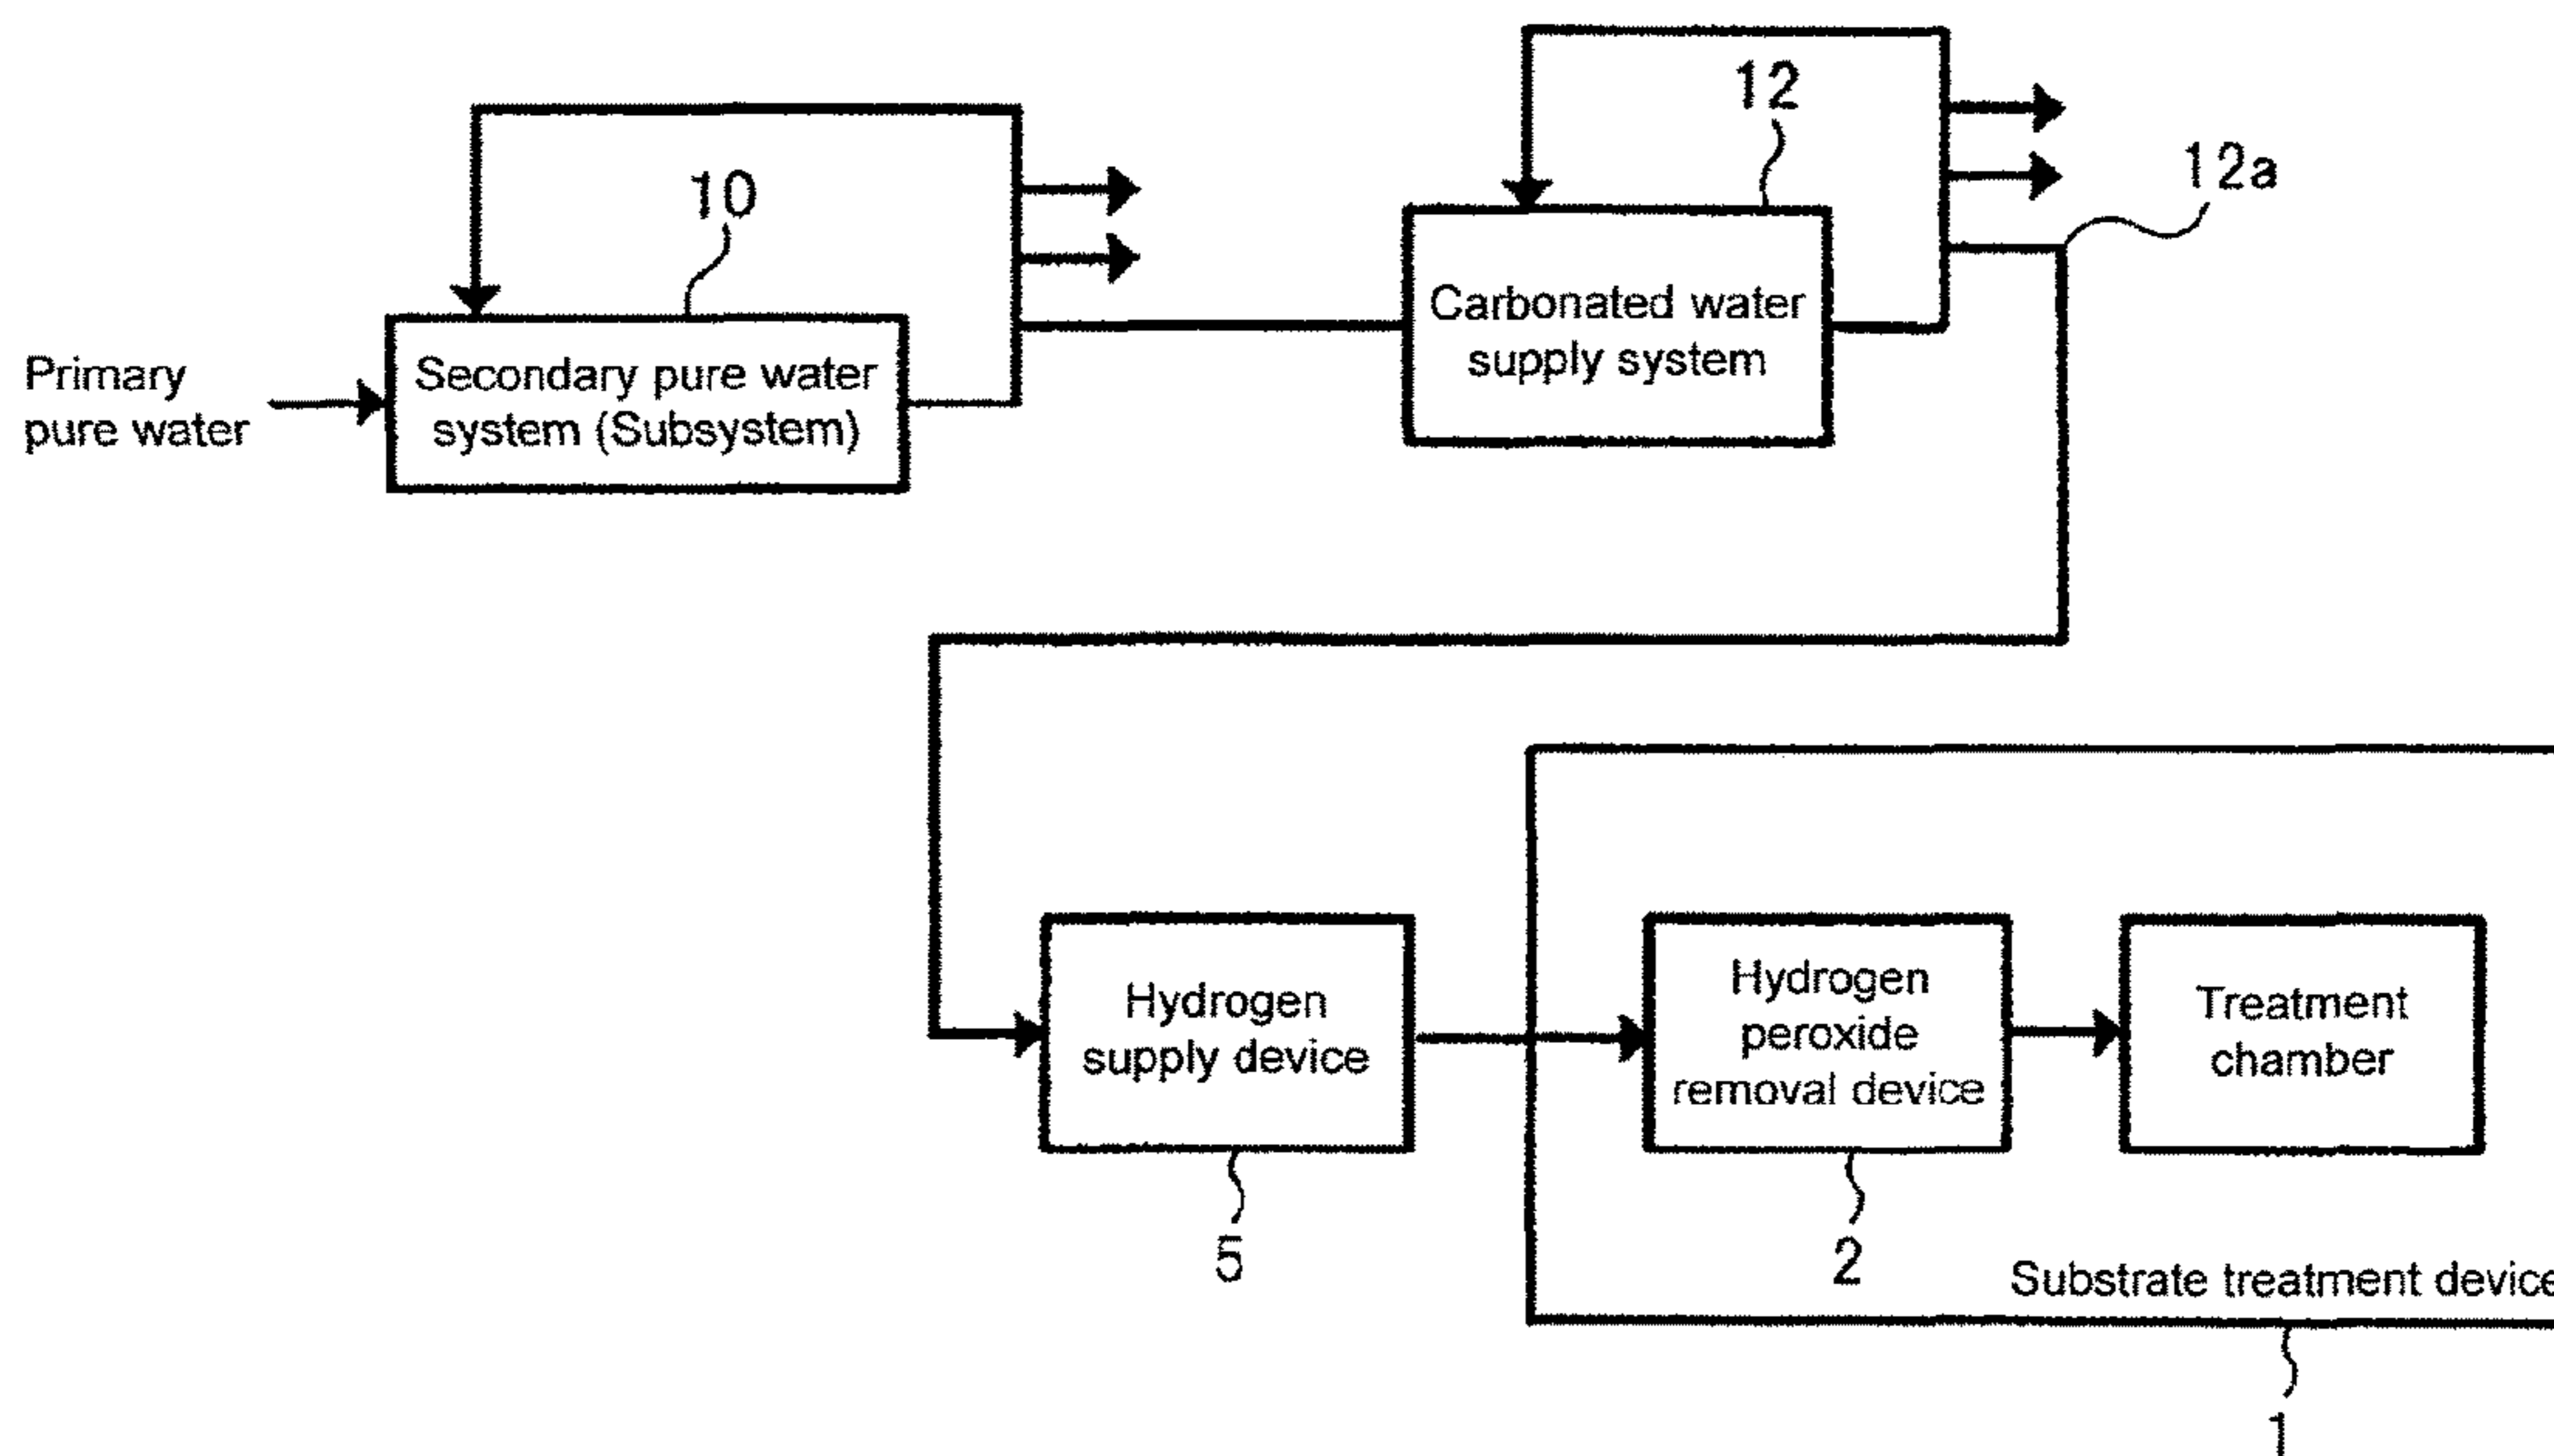 12
12a
10
Carbonated water
supply system
Primary
pure water
Secondary pure water
system (Subsystem)
Hydrogen
supply device
Hydrogen
peroxide
removal device
Treatment
chamber
5
2
Substrate treatment device
1